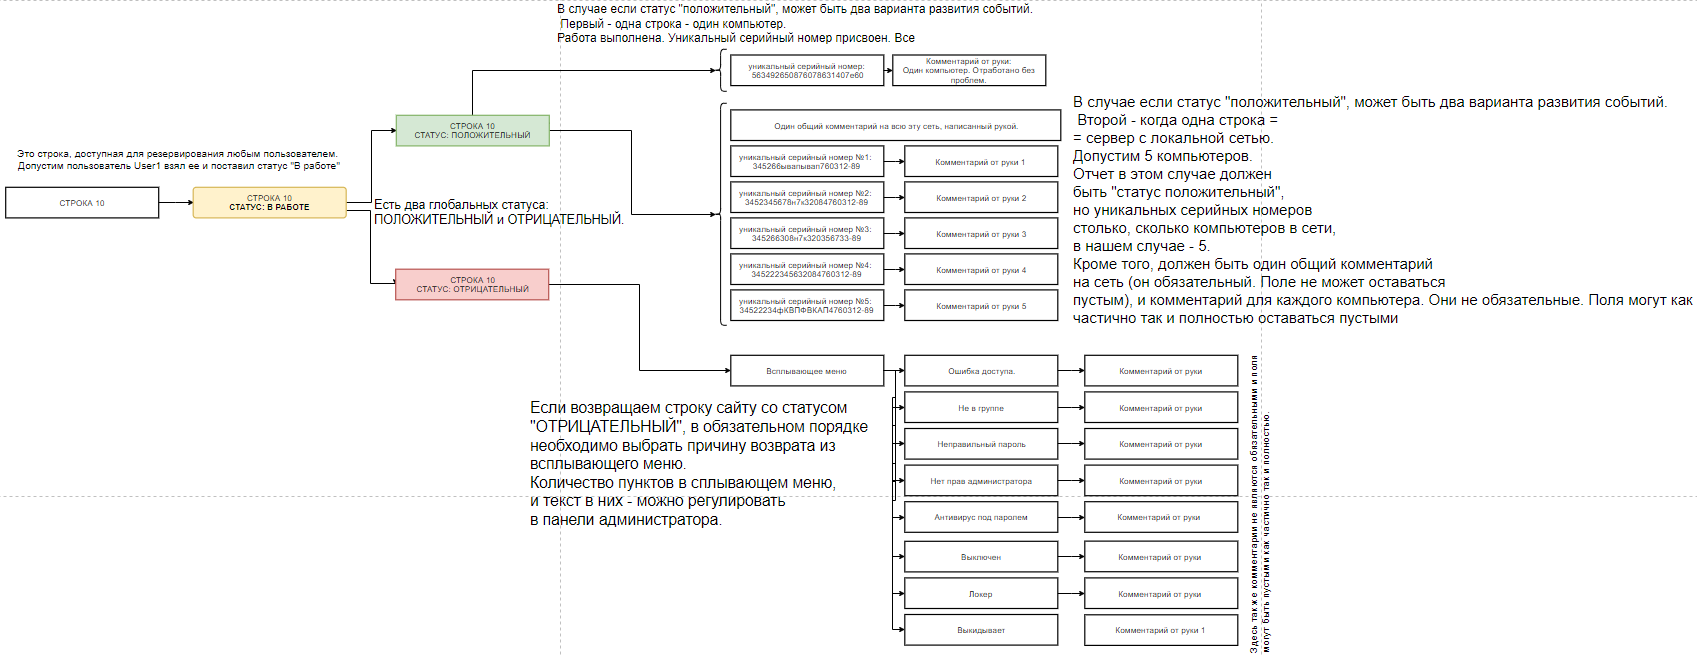 В случае если статус "положительный", может быть два варианта развития событий.
Первый - одна строка - один компьютер.
Работа выполнена. Уникальный серийный номер присвоен. Все
уникальный серийный номер:
563492650876078631407е60
Комментарий от руки:
Один компьютер. Отработано без
проблем.
В случае если статус "положительный", может быть два варианта развития событий.
Второй - когда одна строка =
= сервер с локальной сетью.
Допустим 5 компьютеров.
Отчет в этом случае должен
быть "статус положительный",
но уникальных серийных номеров
столько, сколько компьютеров в сети,
в нашем случае - 5.
Кроме того, должен быть один общий комментарий
на сеть (он обязательный. Поле не может оставаться
пустым), и комментарий для каждого компьютера. Они не обязательные. Поля могут как
частично так и полностью оставаться пустыми
СТРОКА 10
СТАТУС: ПОЛОЖИТЕЛЬНЫЙ
Один общий комментарий на всю эту сеть, написанный рукой.
уникальный серийный номер №1:
345266ывапывап760312-89
Комментарий от руки 1
уникальный серийный номер №2:
3452345678н7к32084760312-89
Комментарий от руки 2
уникальный серийный номер №3:
345266308н7к320356733-89
Комментарий от руки 3
уникальный серийный номер №4:
345222345632084760312-89
Комментарий от руки 4
уникальный серийный номер №5:
34522234фКВПФВКАП4760312-89
Комментарий от руки 5
Это строка, доступная для резервирования любым пользователем.
Допустим пользователь User1 взял ее и поставил статус "В работе"
СТРОКА 10
СТРОКА 10
СТАТУС: В РАБОТЕ
Есть два глобальных статуса:
ПОЛОЖИТЕЛЬНЫЙ и ОТРИЦАТЕЛЬНЫЙ.
СТРОКА 10
СТАТУС: ОТРИЦАТЕЛЬНЫЙ
Если возвращаем строку сайту со статусом
"ОТРИЦАТЕЛЬНЫЙ", в обязательном порядке
необходимо выбрать причину возврата из
всплывающего меню.
Количество пунктов в сплывающем меню,
и текст в них - можно регулировать
в панели администратора.
Всплывающее меню
Ошибка доступа.
Комментарий от руки
Не в группе
Комментарий от руки
Неправильный пароль
Комментарий от руки
Нет прав администратора
Комментарий от руки
Антивирус под паролем
Комментарий от руки
Выключен
Комментарий от руки
Локер
Комментарий от руки
Выкидывает
Комментарий от руки 1
Здесь так же комментарии не являются обязательными и поля
могут быть пустыми как частично так и полностью.